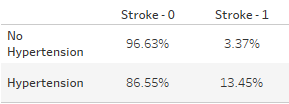 Stroke - 0 Stroke - 1
No
Hypertension 96.63% 3.37%
Hypertension 86.55% 13.45%